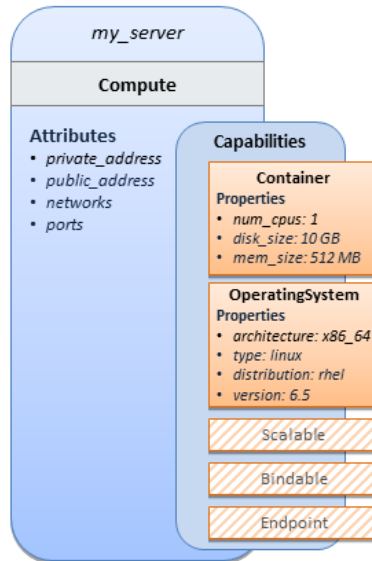 my_server
Compute
Attributes
• private_address
• public_address
• networks
• ports
Capabilities
Container
Properties
• num_cpus: 1
• disk_size: 10 GB
• mem_size: 512 MB
OperatingSystem
Properties
• architecture: x86_64
• type: linux
• distribution: rhel
• version: 6.5
Scalable
Bindable
Endpoint